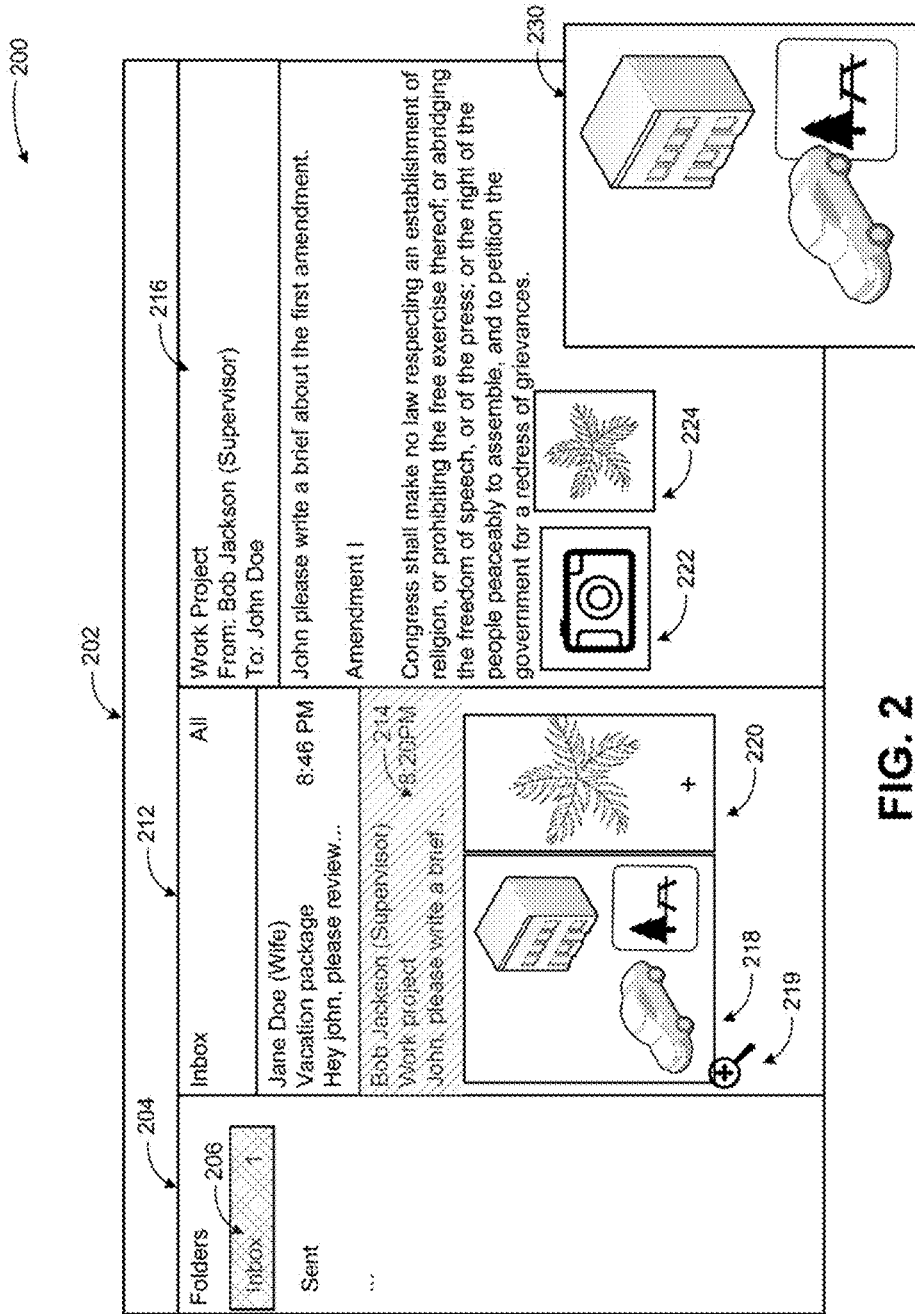 200
202
204
212
216
Folders
206
Inbox 1
Sent
...
Inbox All
Jane Doe (Wife)
Vacation package 8:46 PM
Hey john, please review...
Bob Jackson (Supervisor) 214
Work project 8:20PM
John, please write a brief...
218
219
220
Work Project
From: Bob Jackson (Supervisor)
To: John Doe
John please write a brief about the first amendment.
Amendment I
Congress shall make no law respecting an establishment of
religion, or prohibiting the free exercise thereof; or abridging
the freedom of speech, or of the press; or the right of the
people peaceably to assemble, and to petition the
government for a redress of grievances.
222
224
230
FIG. 2